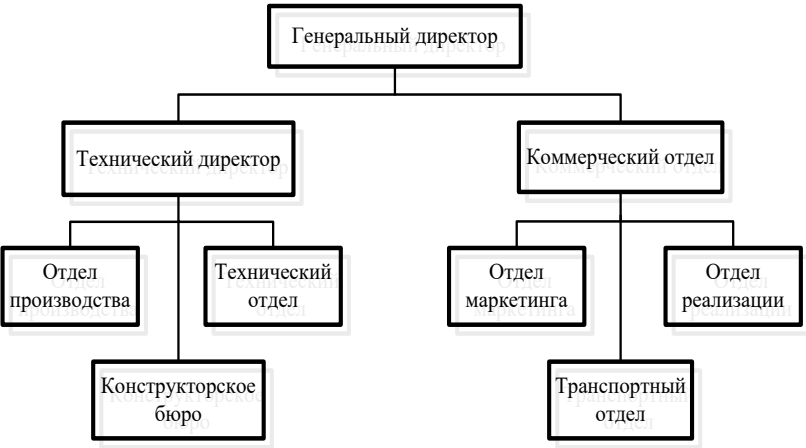 Генеральный директор
Технический директор
Коммерческий отдел
Отдел
производства
Технический
отдел
Отдел
маркетинга
Отдел
реализации
Конструкторское
бюро
Транспортный
отдел